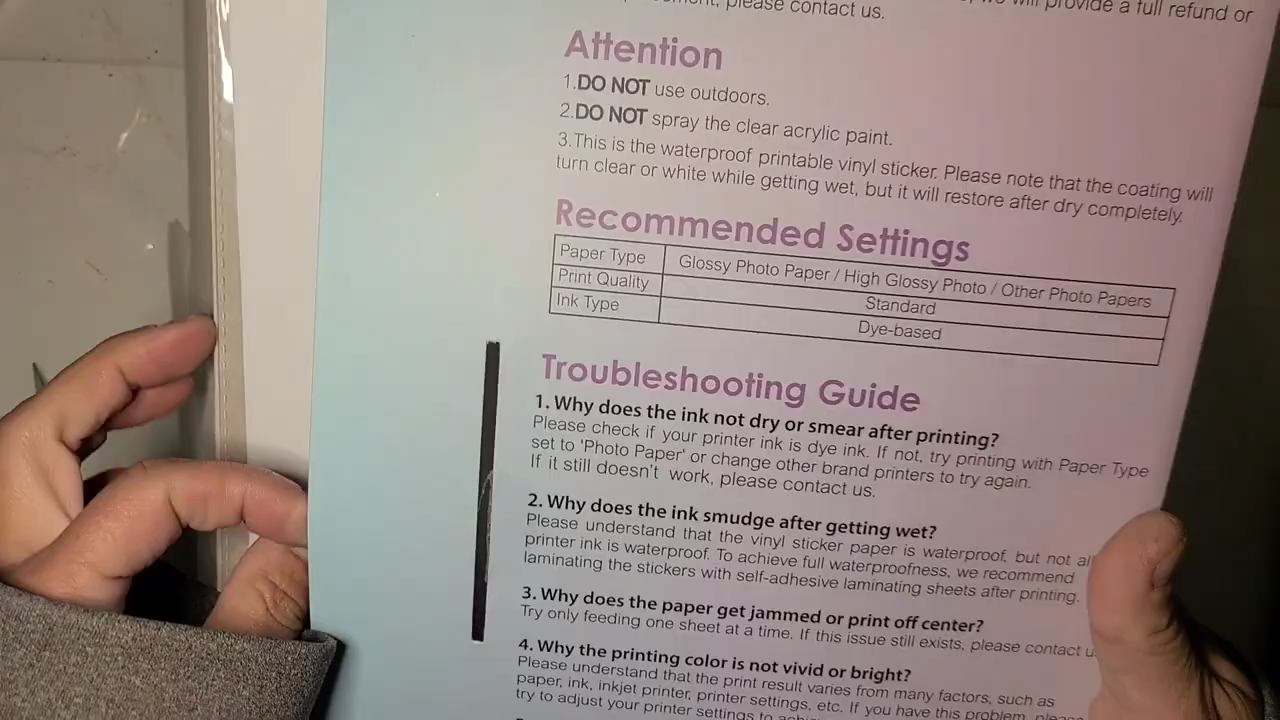 please contact us.
will provide a full refund or
Attention
1.DO NOT use outdoors.
2.DO NOT spray the clear acrylic paint.
3.This is the waterproof printable vinyl sticker. Please note that the coating will
turn clear or white while getting wet, but it will restore after dry completely.
Recommended Settings
Paper Type Glossy Photo Paper / High Glossy Photo / Other Photo Papers
Print Quality Standard
Ink Type Dye-based
Troubleshooting Guide
1. Why does the ink not dry or smear after printing?
Please check if your printer ink is dye ink. If not, try printing with Paper Type
set to 'Photo Paper' or change other brand printers to try again.
If it still doesn't work, please contact us.
2. Why does the ink smudge after getting wet?
Please understand that the vinyl sticker paper is waterproof, but not
printer ink is waterproof. To achieve full waterproofness, we recommend
laminating the stickers with self-adhesive laminating sheets after printing.
3. Why does the paper get jammed or print off center?
Try only feeding one sheet at a time. If this issue still exists, please contact
4. Why the printing color is not vivid or bright?
Please understand that the print result varies from many factors, such as
paper, ink, inkjet printer, printer settings, etc. If you have this problem,
try to adjust your printer settings to